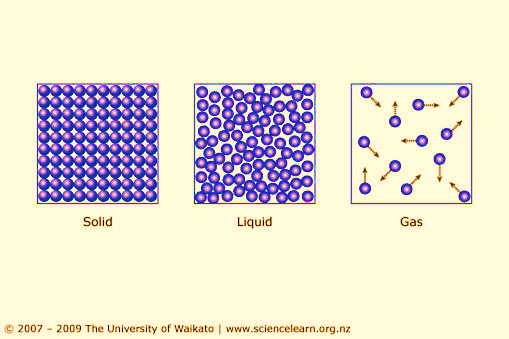 Solid Liquid Gas
© 2007 – 2009 The University of Waikato | www.sciencelearn.org.nz